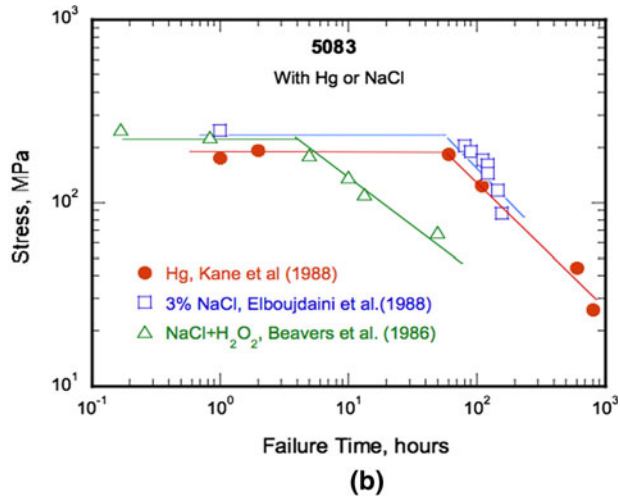 10³
5083
With Hg or NaCl
Stress, MPa
10²
Hg, Kane et al (1988)
3% NaCl, Elboujdaini et al.(1988)
NaCl+H₂O₂, Beavers et al. (1986)
10¹
10⁻¹ 10⁰ 10¹ 10² 10³
Failure Time, hours
(b)